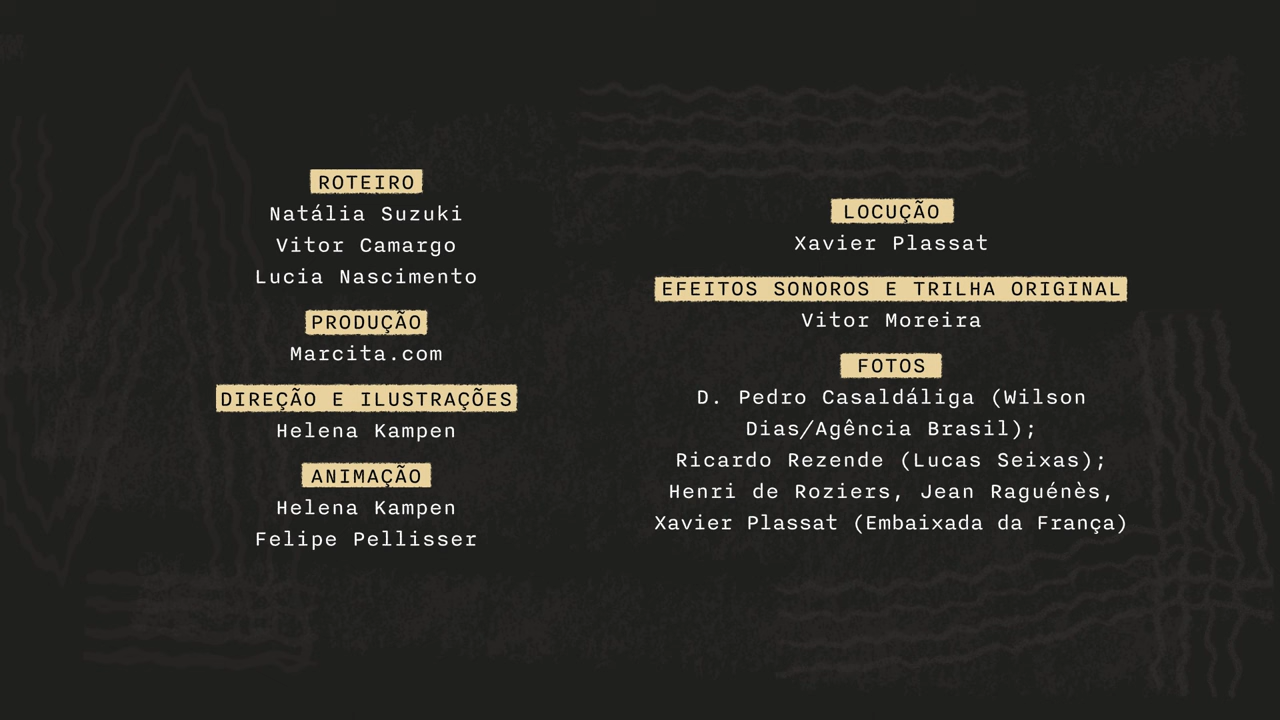 ROTEIRO
Natália Suzuki
Vitor Camargo
Lucia Nascimento
PRODUÇÃO
Marcita.com
DIREÇÃO E ILUSTRAÇÕES
Helena Kampen
ANIMAÇÃO
Helena Kampen
Felipe Pellisser
LOCUÇÃO
Xavier Plassat
EFEITOS SONOROS E TRILHA ORIGINAL
Vitor Moreira
FOTOS
D. Pedro Casaldáliga (Wilson
Dias/Agência Brasil);
Ricardo Rezende (Lucas Seixas);
Henri de Roziers, Jean Raguénès,
Xavier Plassat (Embaixada da França)